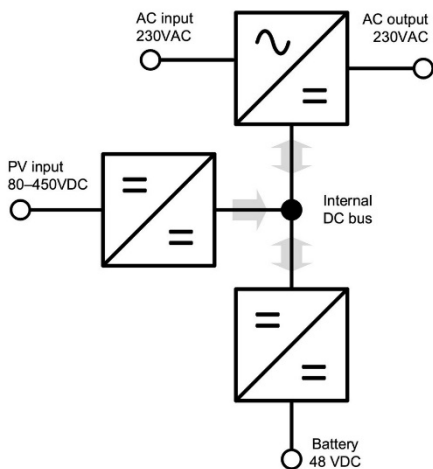 AC input
230VAC
AC output
230VAC
PV input
80–450VDC
Internal
DC bus
Battery
48 VDC